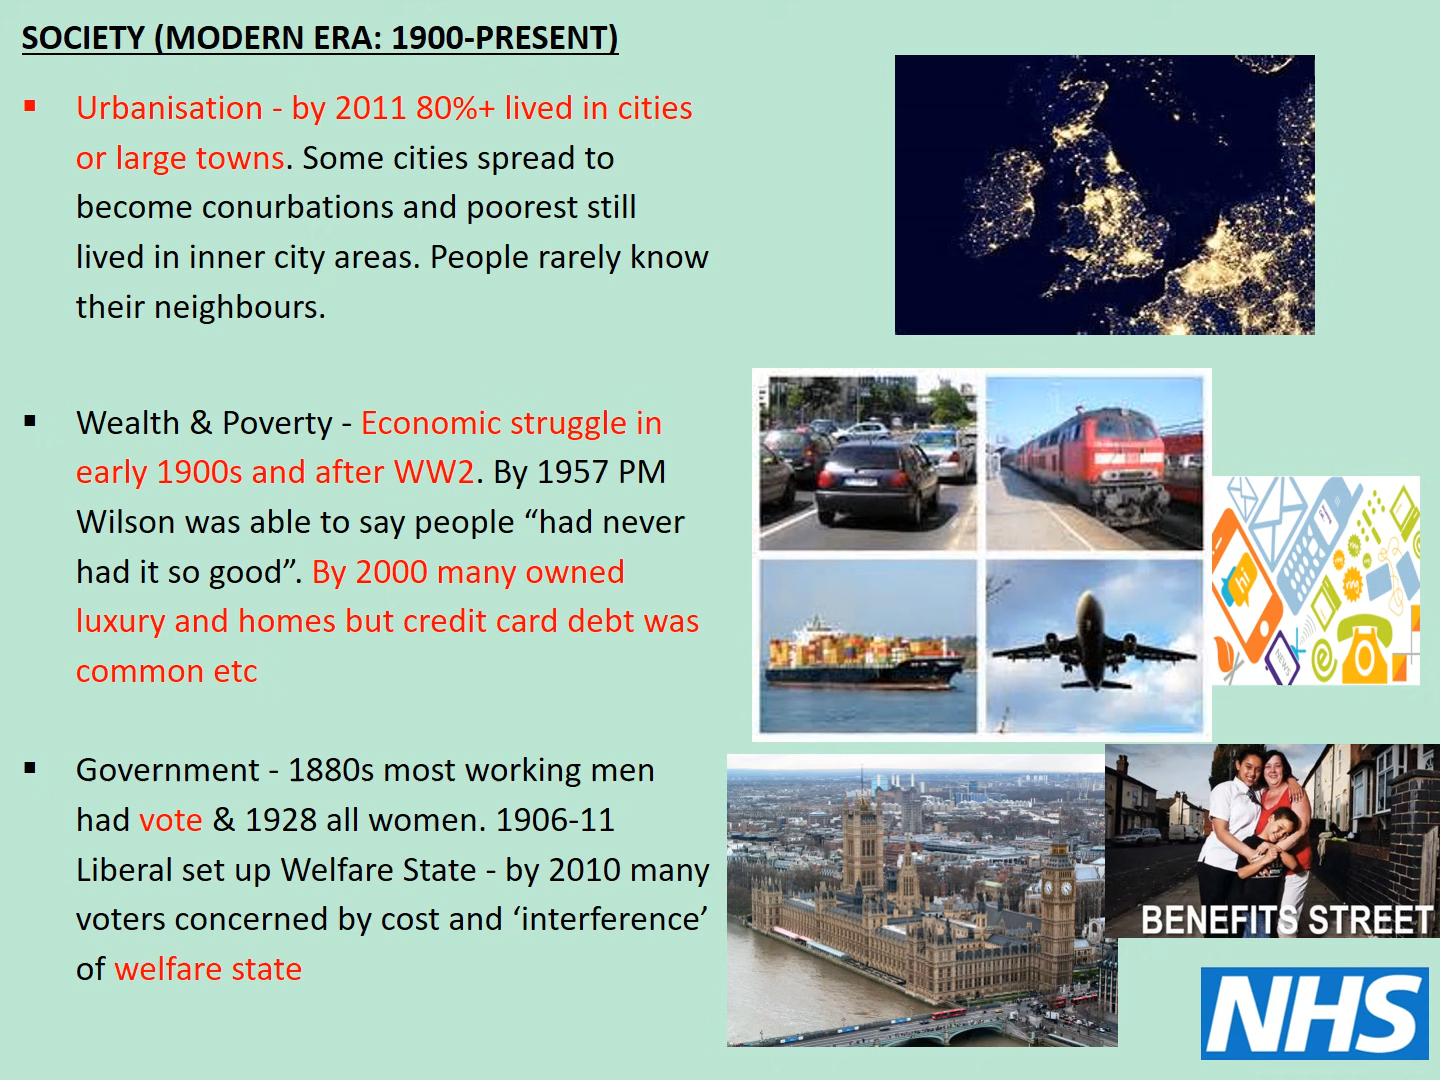 SOCIETY (MODERN ERA: 1900-PRESENT)
▪ Urbanisation - by 2011 80%+ lived in cities
or large towns. Some cities spread to
become conurbations and poorest still
lived in inner city areas. People rarely know
their neighbours.
▪ Wealth & Poverty - Economic struggle in
early 1900s and after WW2. By 1957 PM
Wilson was able to say people “had never
had it so good”. By 2000 many owned
luxury and homes but credit card debt was
common etc
▪ Government - 1880s most working men
had vote & 1928 all women. 1906-11
Liberal set up Welfare State - by 2010 many
voters concerned by cost and ‘interference’
of welfare state
hi
NEWS
BENEFITS STREET
NHS